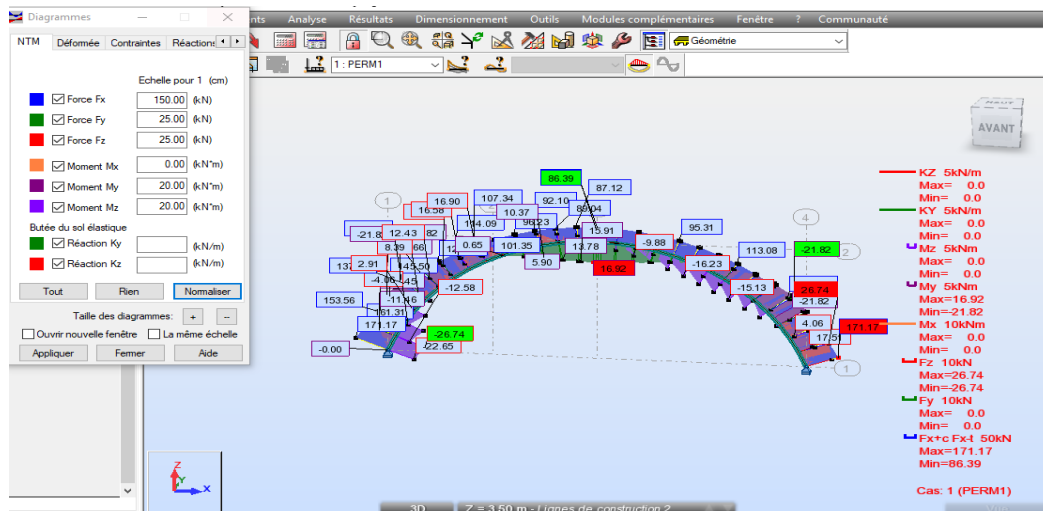 Diagrammes
NTM Déformée Contraintes Réactions
Echelle pour 1 (cm)
Force Fx 150.00 (kN)
Force Fy 25.00 (kN)
Force Fz 25.00 (kN)
Moment Mx 0.00 (kN*m)
Moment My 20.00 (kN*m)
Moment Mz 20.00 (kN*m)
Butée du sol élastique
Réaction Ky (kN/m)
Réaction Kz (kN/m)
Tout Rien Normaliser
Taille des diagrammes: + -
Ouvrir nouvelle fenêtre La même échelle
Appliquer Fermer Aide
Analyse Résultats Dimensionnement Outils Modules complémentaires Fenêtre ? Communauté
Géométrie
1: PERM1
AVANT
86.39
87.12
107.34
92.10
16.90
10.37
89.04
114.09
15.91
95.31
12.43
0.65
101.35
13.78
-9.88
113.08
-21.82
8.39
5.90
16.92
-16.23
2.91
145.50
-12.58
-15.13
26.74
-21.82
153.56
-11.46
161.31
171.17
-26.74
4.06
171.17
17.51
-0.00
-22.65
1
4
2
1
KZ 5kN/m
Max= 0.0
Min= 0.0
KY 5kN/m
Max= 0.0
Min= 0.0
Mz 5kNm
Max= 0.0
Min= 0.0
My 5kNm
Max=16.92
Min=-21.82
Mx 10kNm
Max= 0.0
Min= 0.0
Fz 10kN
Max=26.74
Min=-26.74
Fy 10kN
Max= 0.0
Min= 0.0
Fx+c Fx-t 50kN
Max=171.17
Min=86.39
Cas: 1 (PERM1)
Z
Y
X
3D Z = 3.50 m - Lignes de construction 2